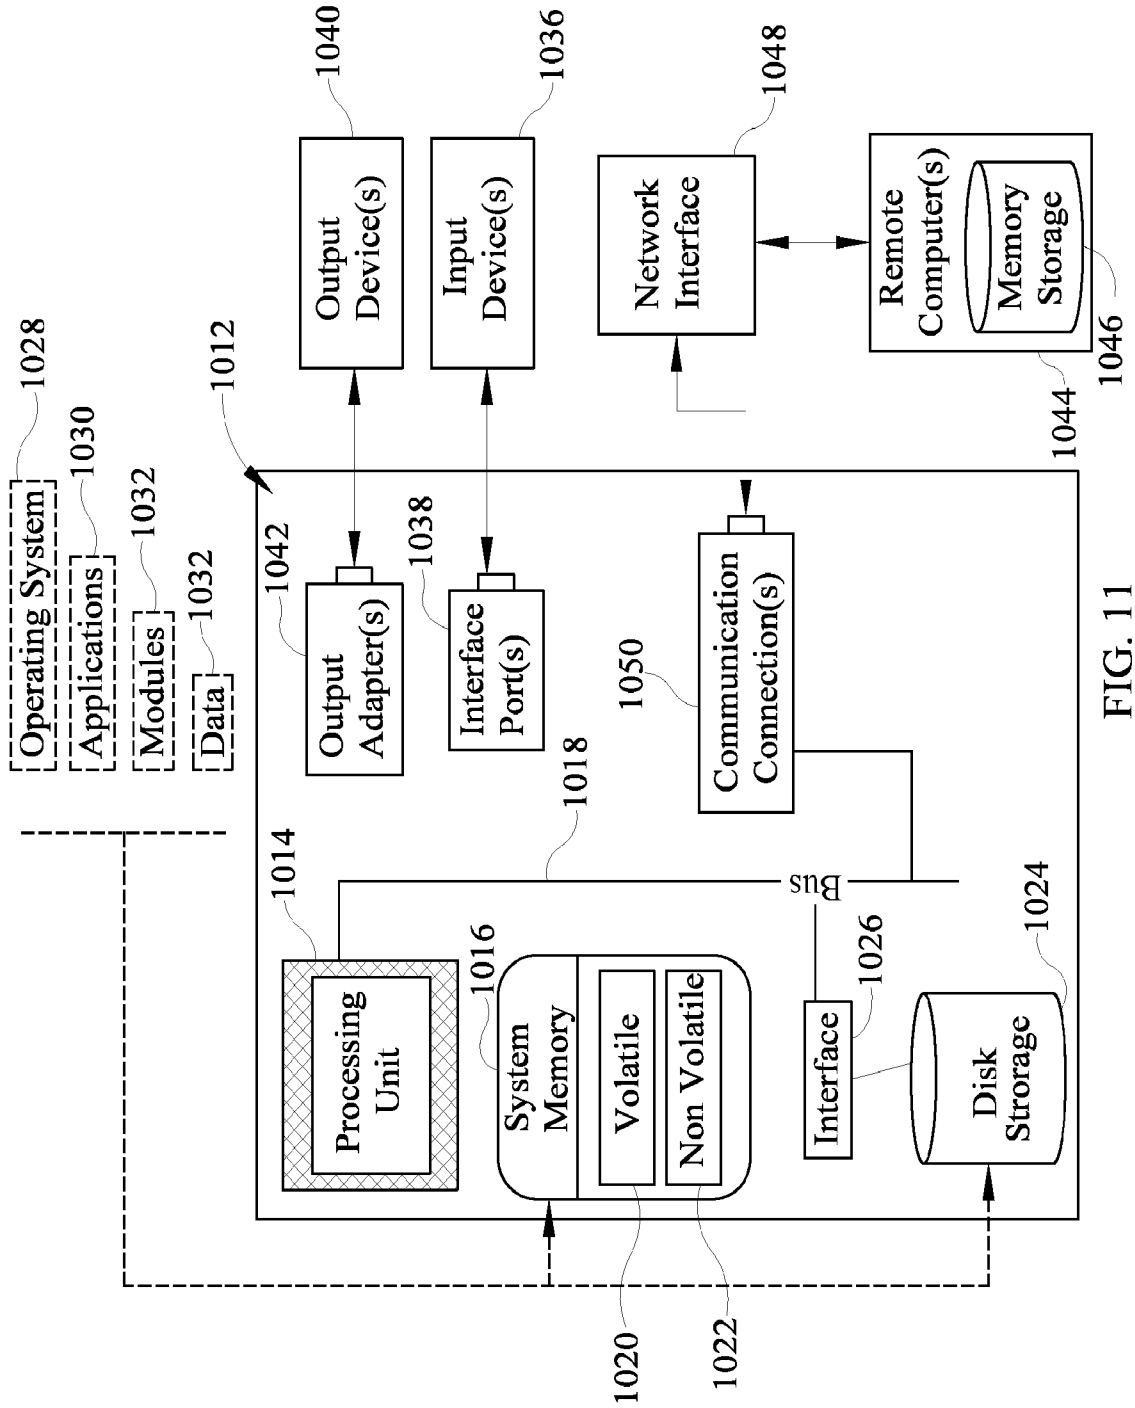 Operating System
1028
Applications
1030
Modules
1032
Data
1032
1012
1014
Processing
Unit
Output
Adapter(s)
1042
Output
Device(s)
1040
1016
System
Memory
Volatile
Non Volatile
1020
1022
1018
Interface
Port(s)
1038
Input
Device(s)
1036
Bus
Communication
Connection(s)
1050
Network
Interface
1048
Interface
1026
Disk
Strorage
1024
Remote
Computer(s)
Memory
Storage
1044
1046
FIG. 11